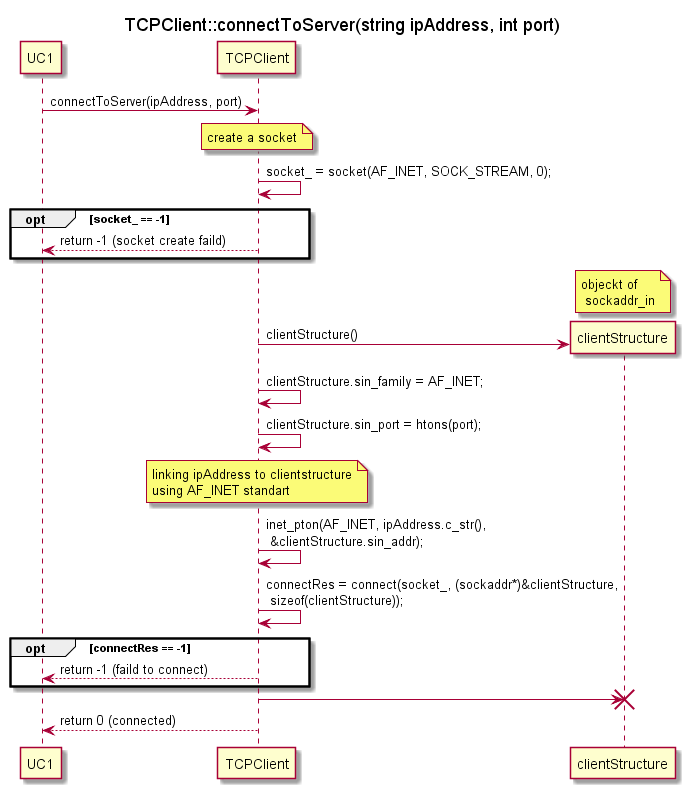 TCPClient::connectToServer(string ipAddress, int port)
UC1
TCPClient
connectToServer(ipAddress, port)
create a socket
socket_ = socket(AF_INET, SOCK_STREAM, 0);
opt
[socket_ == -1]
return -1 (socket create faild)
objeckt of
sockaddr_in
clientStructure()
clientStructure
clientStructure.sin_family = AF_INET;
clientStructure.sin_port = htons(port);
linking ipAddress to clientstructure
using AF_INET standart
inet_pton(AF_INET, ipAddress.c_str(),
&clientStructure.sin_addr);
connectRes = connect(socket_, (sockaddr*)&clientStructure,
sizeof(clientStructure));
opt
[connectRes == -1]
return -1 (faild to connect)
return 0 (connected)
UC1
TCPClient
clientStructure